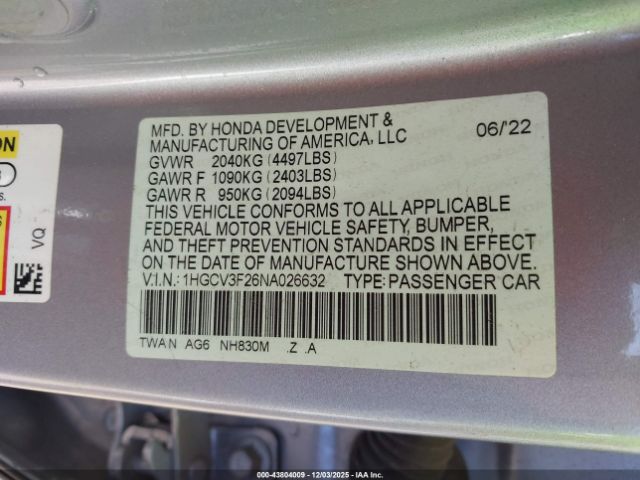 MFD. BY HONDA DEVELOPMENT &
MANUFACTURING OF AMERICA, LLC 06/'22
GVWR 2040KG (4497LBS)
GAWR F 1090KG (2403LBS)
GAWR R 950KG (2094LBS)
THIS VEHICLE CONFORMS TO ALL APPLICABLE
FEDERAL MOTOR VEHICLE SAFETY, BUMPER,
AND THEFT PREVENTION STANDARDS IN EFFECT
ON THE DATE OF MANUFACTURE SHOWN ABOVE.
V.I.N.: 1HGCV3F26NA026632 TYPE: PASSENGER CAR
TWA N AG6 NH830M .Z .A
ON
VQ
000-43804009 - 12/03/2025 - IAA Inc.